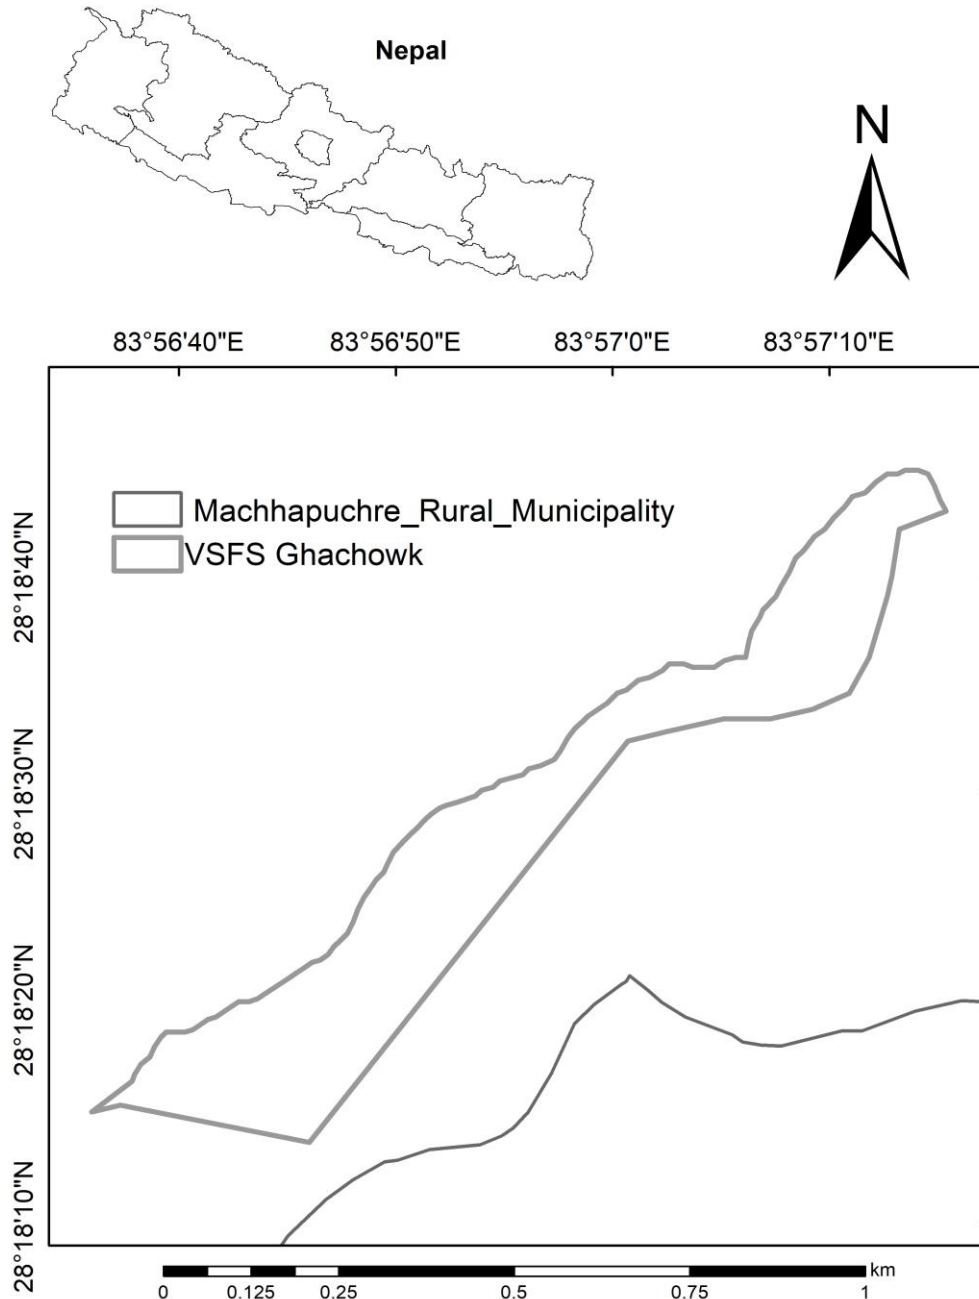 Nepal
N
83°56'40"E 83°56'50"E 83°57'0"E 83°57'10"E
Machhapuchre_Rural_Municipality
VSFS Ghachowk
28°18'40"N
28°18'30"N
28°18'20"N
28°18'10"N
km
0 0.125 0.25 0.5 0.75 1